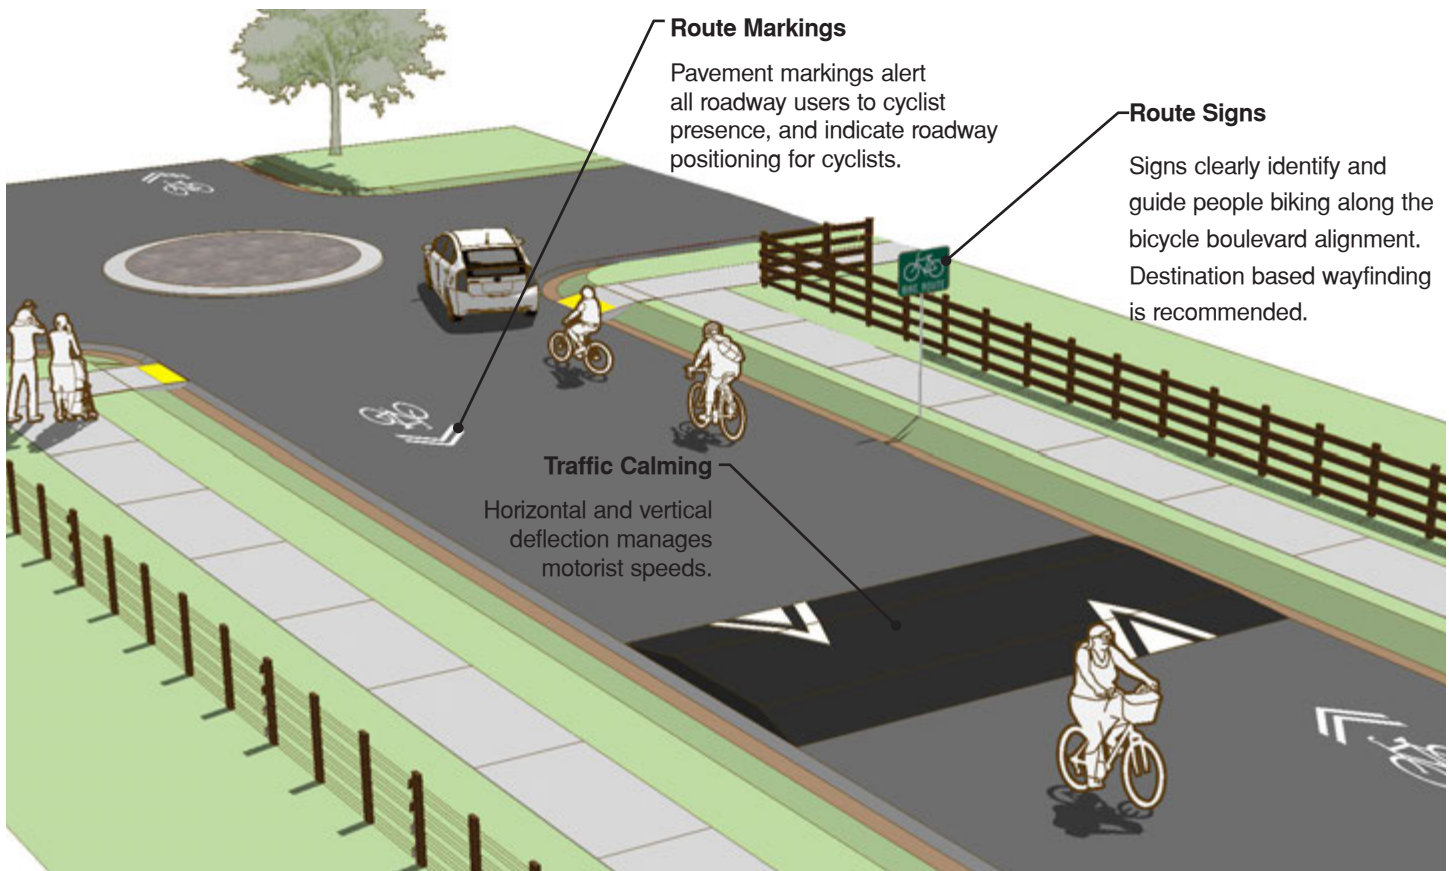 Route Markings
Pavement markings alert
all roadway users to cyclist
presence, and indicate roadway
positioning for cyclists.
Route Signs
Signs clearly identify and
guide people biking along the
bicycle boulevard alignment.
Destination based wayfinding
is recommended.
BIKE ROUTE
Traffic Calming
Horizontal and vertical
deflection manages
motorist speeds.